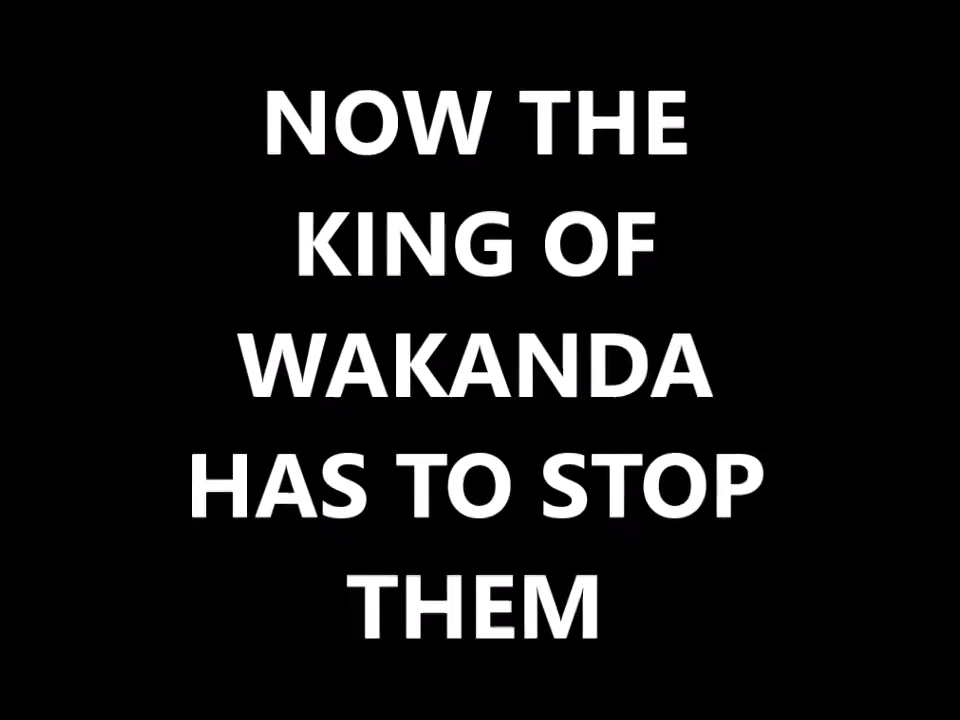 NOW THE
KING OF
WAKANDA
HAS TO STOP
THEM